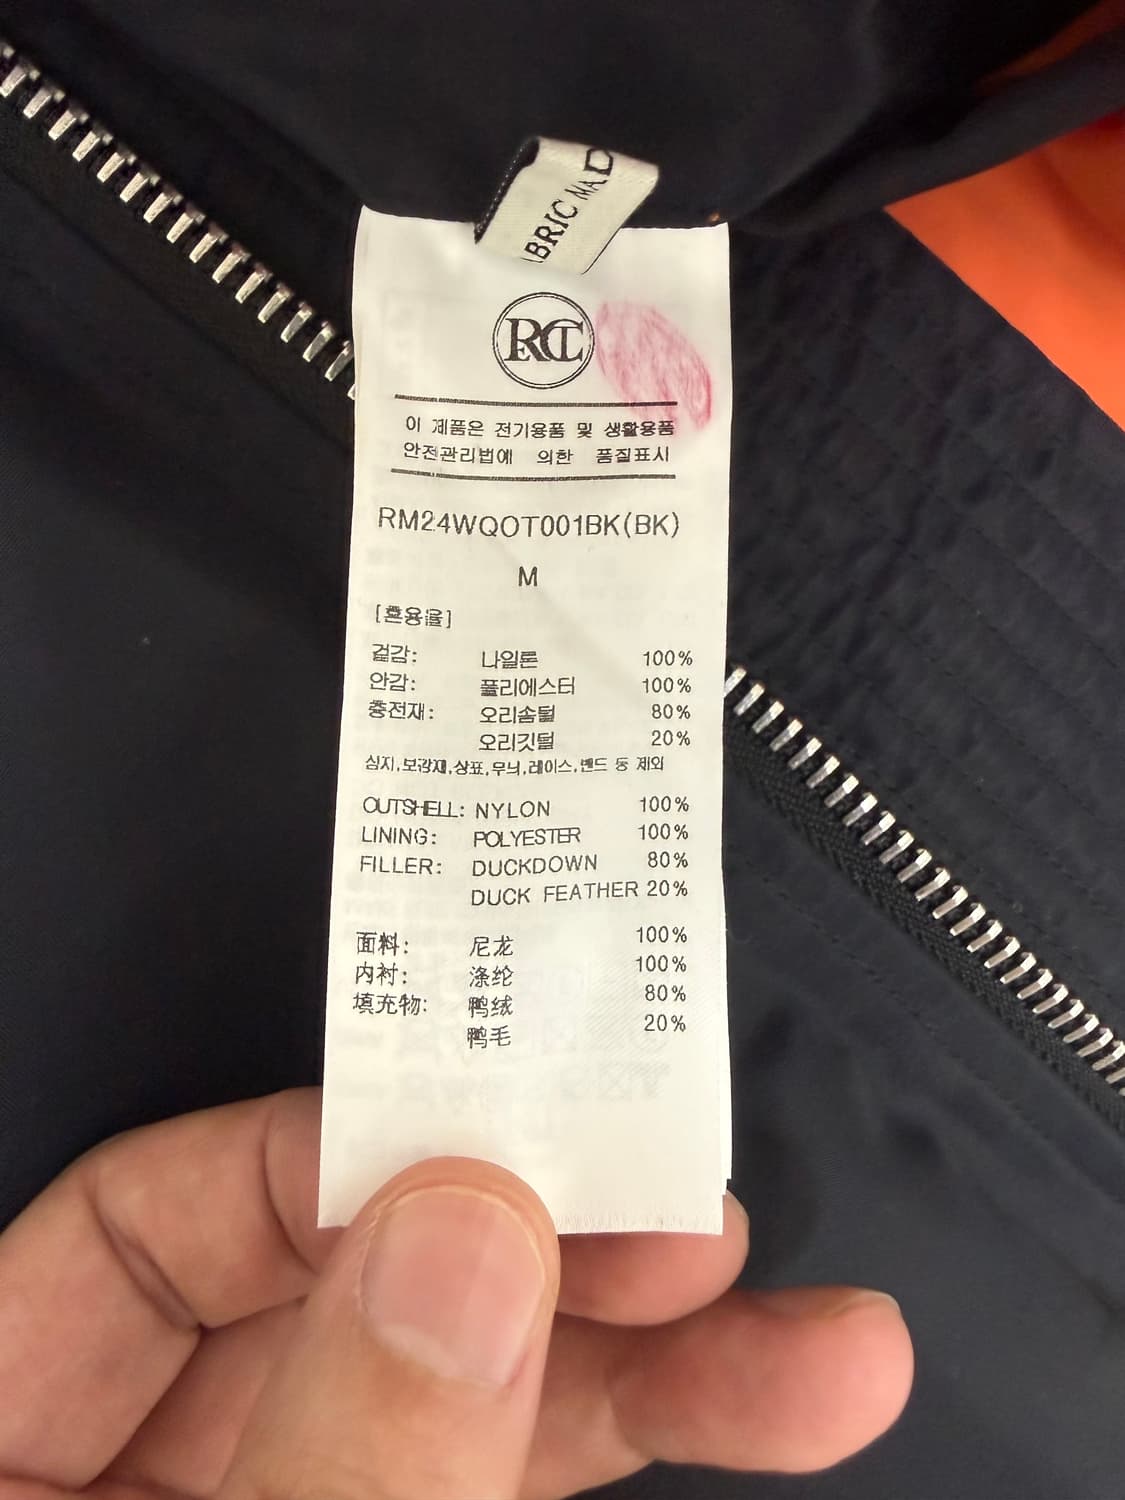 ABRIC MAD
RCT
이 제품은 전기용품 및 생활용품
안전관리법에 의한 품질표시
RM24WQOT001BK(BK)
M
[혼용율]
겉감: 나일론 100%
안감: 폴리에스터 100%
충전재: 오리솜털 80%
오리깃털 20%
심지,보강재,상표,무늬,레이스,밴드 등 제외
OUTSHELL: NYLON 100%
LINING: POLYESTER 100%
FILLER: DUCKDOWN 80%
DUCK FEATHER 20%
面料: 尼龙 100%
内衬: 涤纶 100%
填充物: 鸭绒 80%
鸭毛 20%